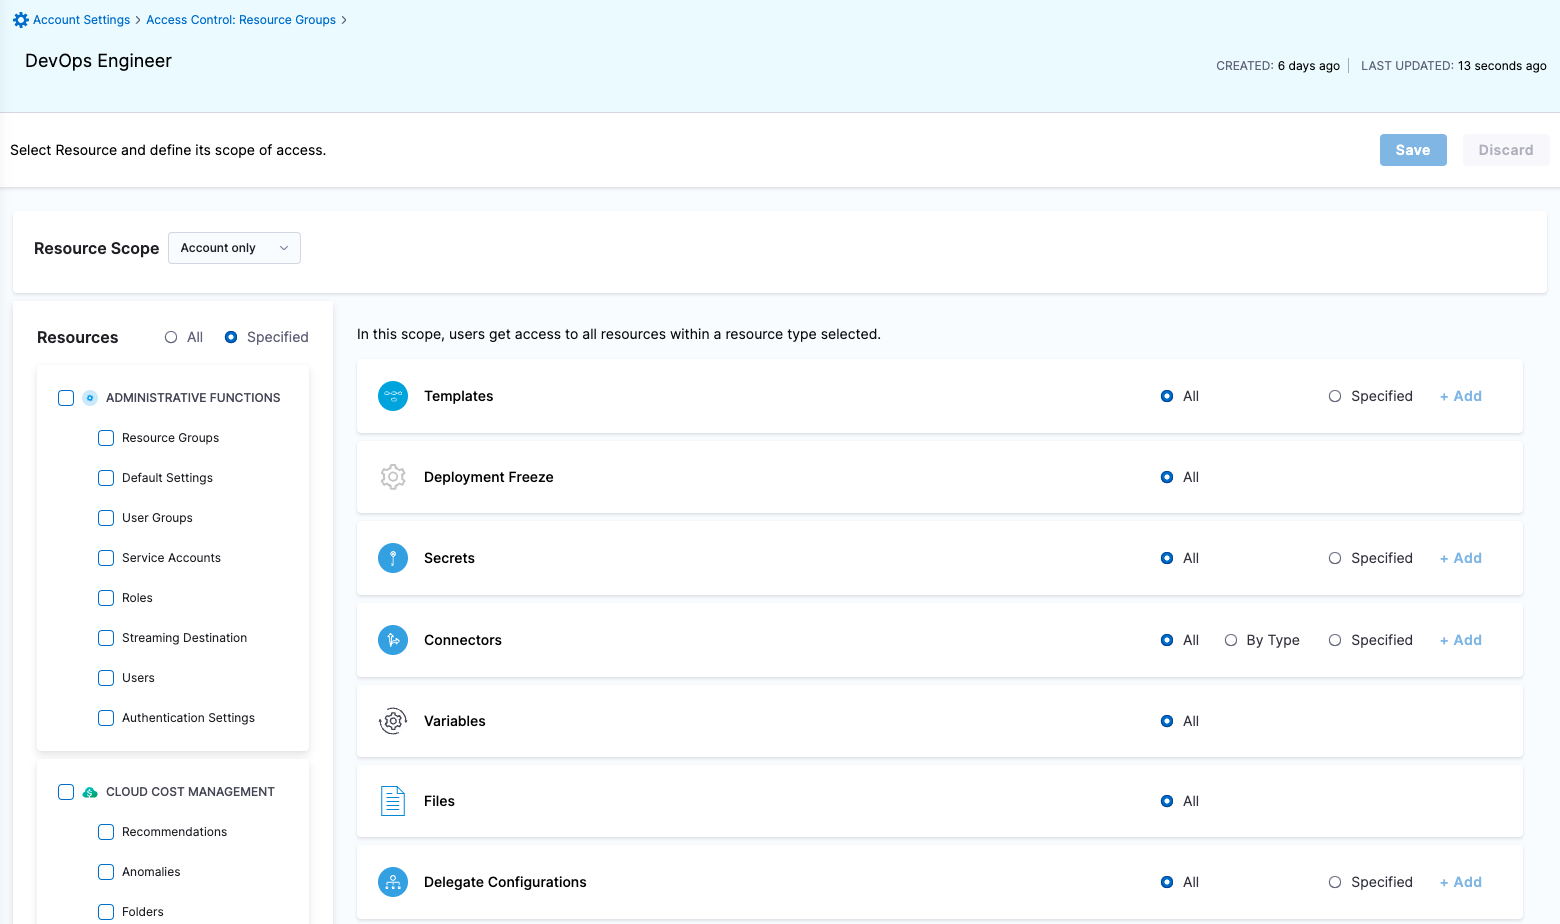 Account Settings > Access Control: Resource Groups >
DevOps Engineer
CREATED: 6 days ago | LAST UPDATED: 13 seconds ago
Select Resource and define its scope of access.
Save Discard
Resource Scope Account only
Resources All Specified
ADMINISTRATIVE FUNCTIONS
Resource Groups
Default Settings
User Groups
Service Accounts
Roles
Streaming Destination
Users
Authentication Settings
CLOUD COST MANAGEMENT
Recommendations
Anomalies
Folders
In this scope, users get access to all resources within a resource type selected.
Templates All Specified + Add
Deployment Freeze All
Secrets All Specified + Add
Connectors All By Type Specified + Add
Variables All
Files All
Delegate Configurations All Specified + Add